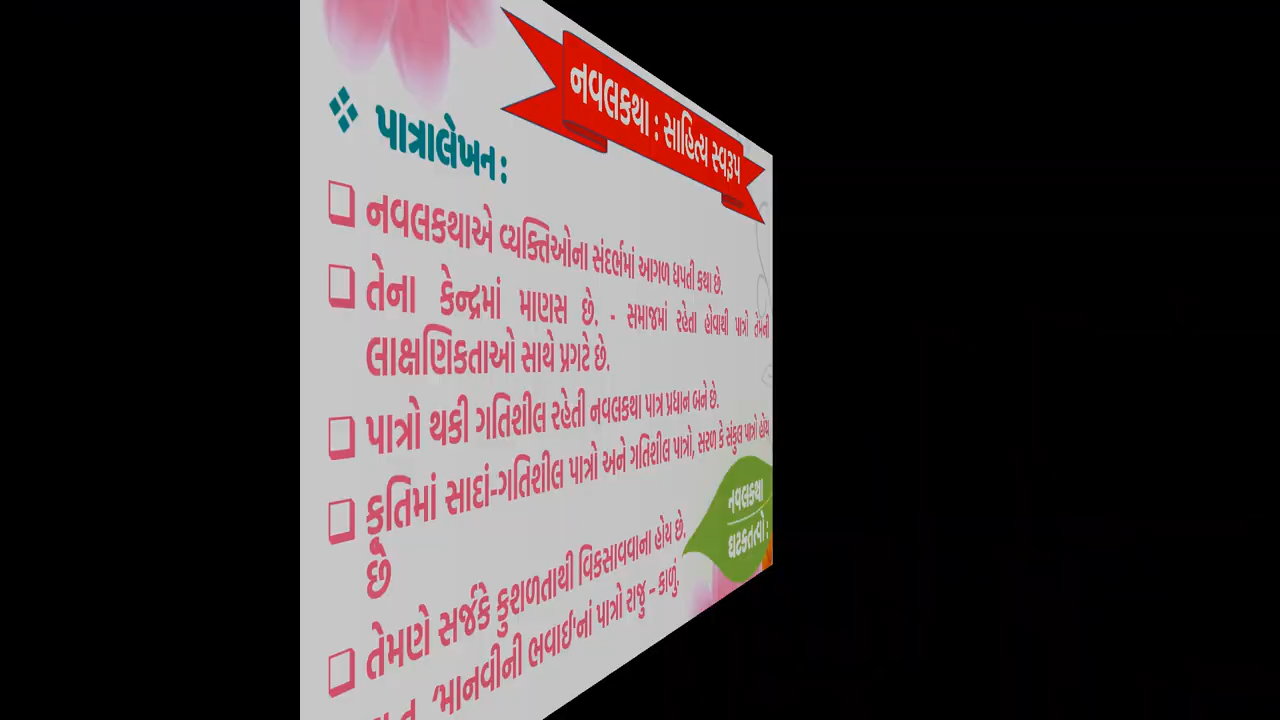 નવલકથા : સાહિત્ય સ્વરૂપ
પાત્રાલેખન :
નવલકથાએ વ્યક્તિઓના સંદર્ભમાં આગળ ધપતી કથા છે.
તેના કેન્દ્રમાં માણસ છે. - સમાજમાં રહેતા હોવાથી પાત્રો તેમની
લાક્ષણિકતાઓ સાથે પ્રગટે છે.
પાત્રો થકી ગતિશીલ રહેતી નવલકથા પાત્ર પ્રધાન બને છે.
કૃતિમાં સાદાં-ગતિશીલ પાત્રો અને ગતિશીલ પાત્રો, સરળ કે સંકુલ પાત્રો હોય
છે
તેમણે સર્જકે કુશળતાથી વિકસાવવાના હોય છે.
'માનવીની ભવાઈ'નાં પાત્રો રાજુ – કાળું.
નવલકથા
ઘટકતત્વો :